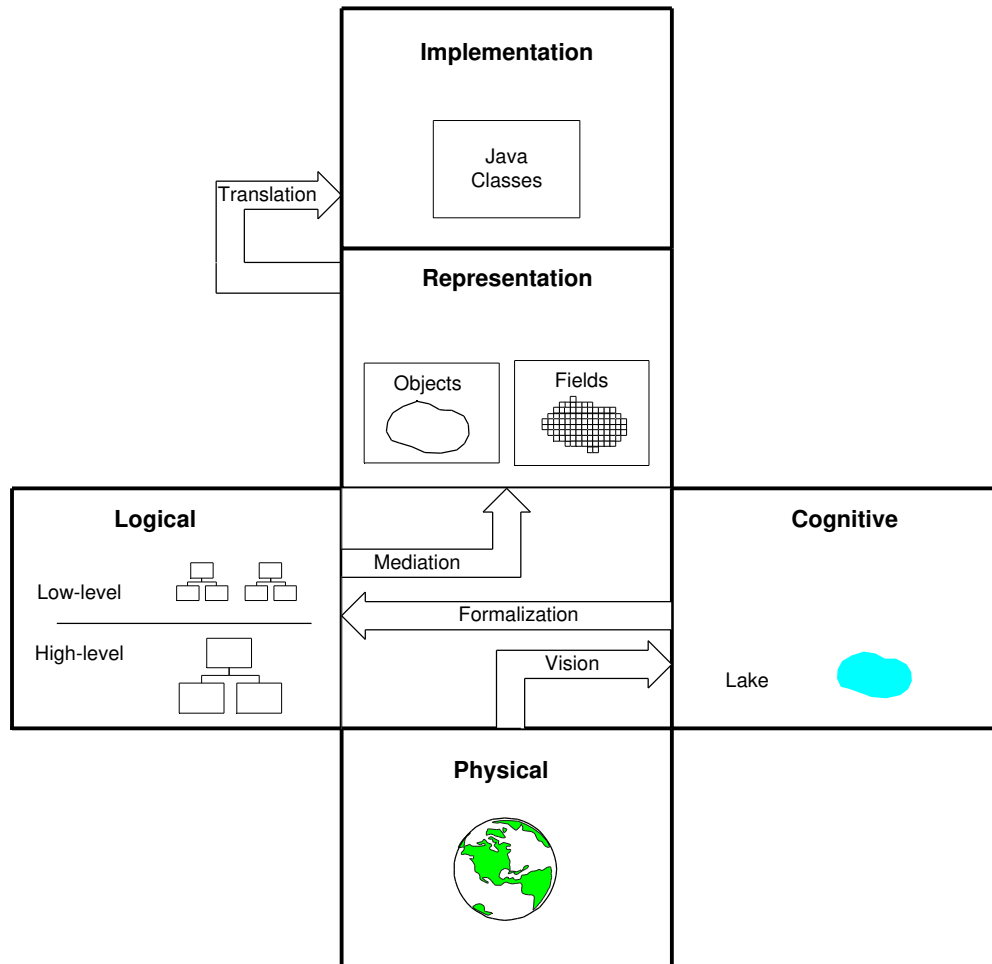 Implementation
Java
Classes
Translation
Representation
Objects
Fields
Logical
Cognitive
Mediation
Low-level
Formalization
High-level
Vision
Lake
Physical